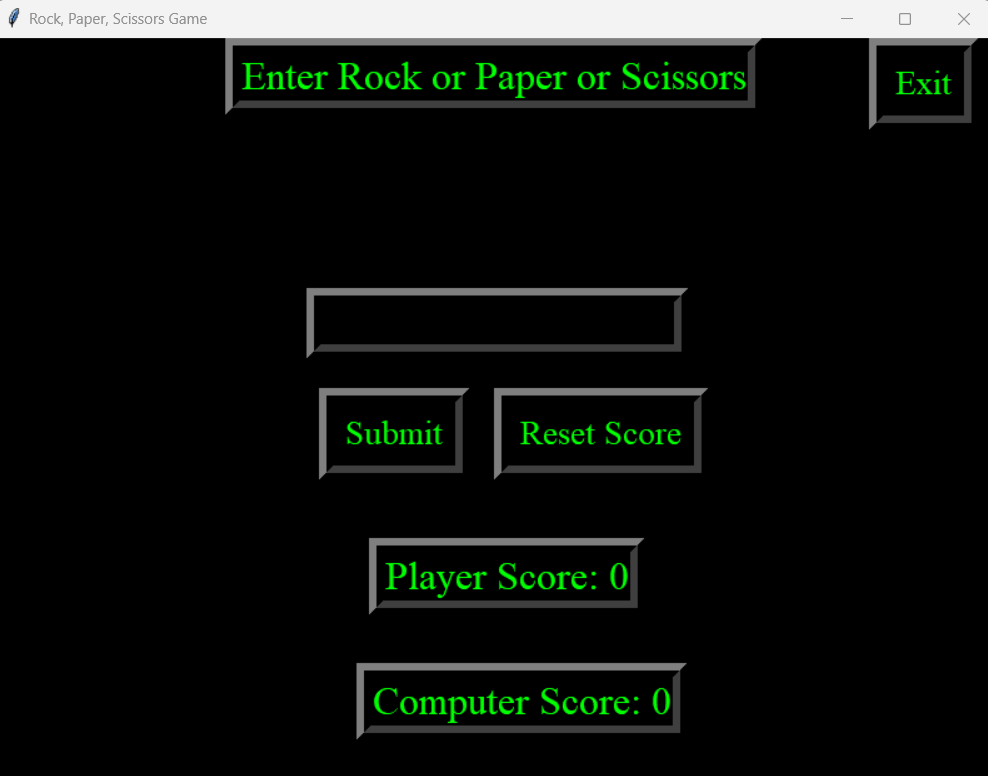 Rock, Paper, Scissors Game
Enter Rock or Paper or Scissors
Exit
Submit
Reset Score
Player Score: 0
Computer Score: 0